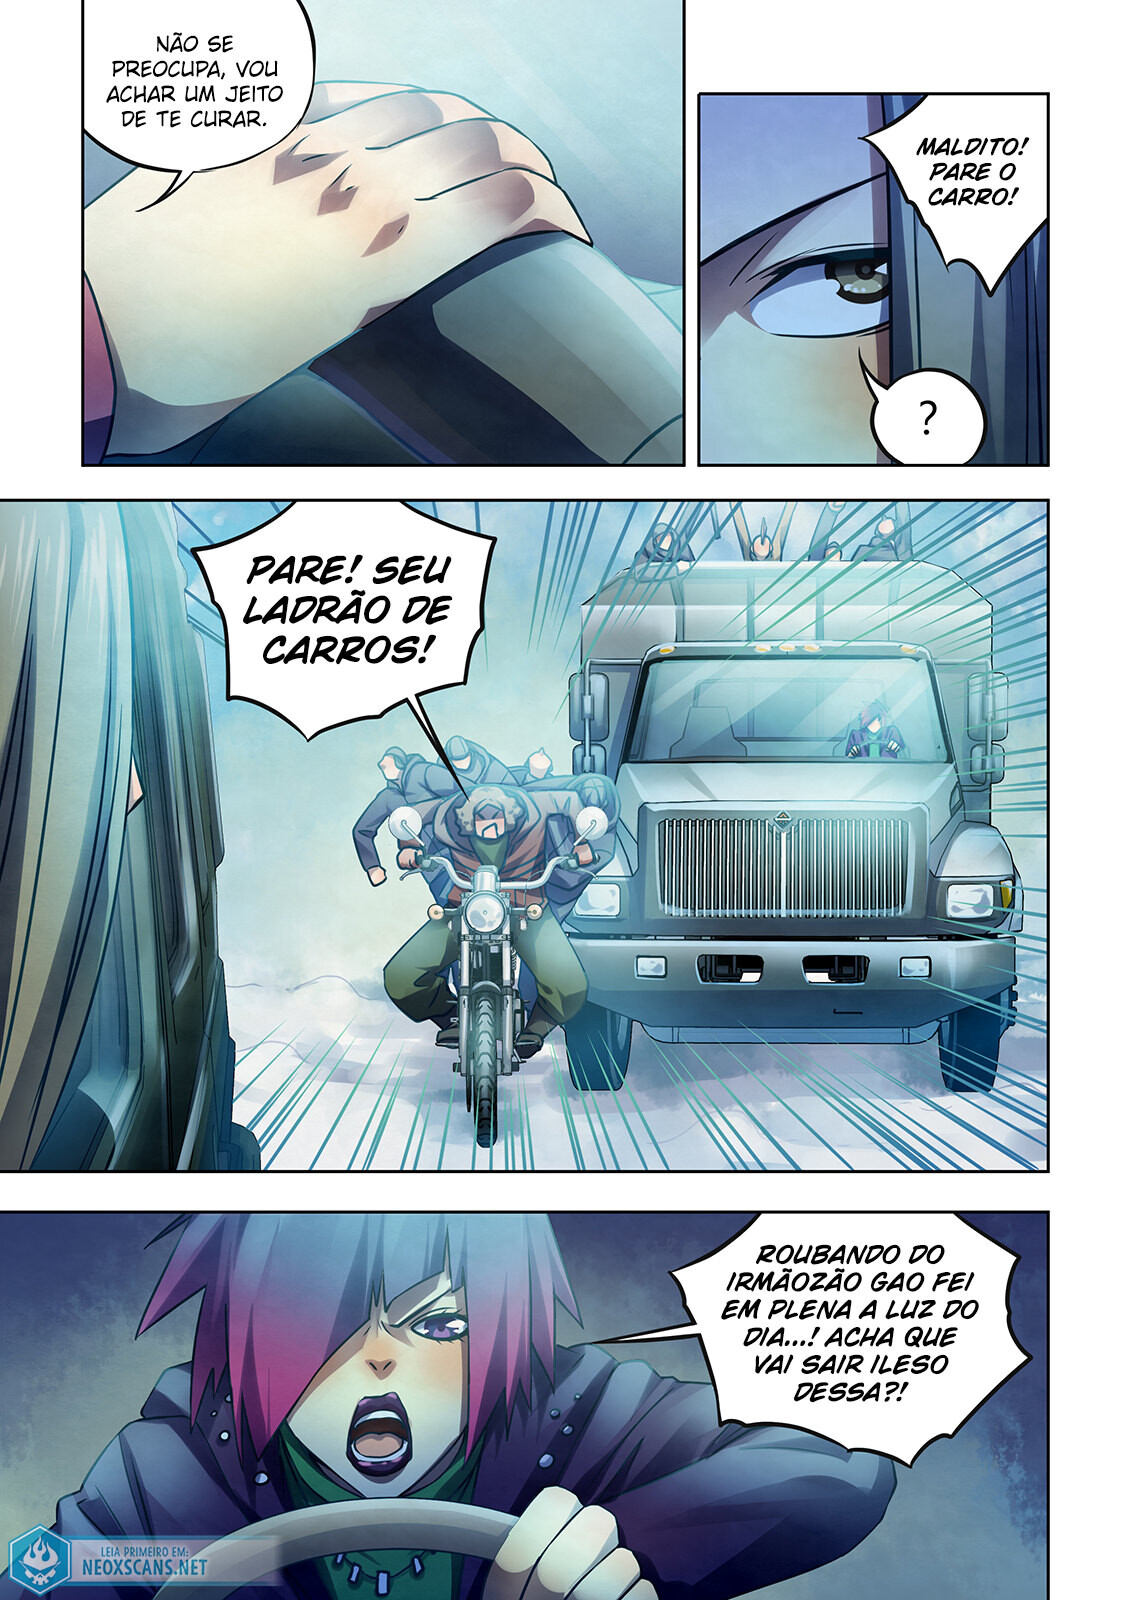 NÃO SE
PREOCUPA, VOU
ACHAR UM JEITO
DE TE CURAR.
MALDITO!
PARE O
CARRO!
?
PARE! SEU
LADRÃO DE
CARROS!
ROUBANDO DO
IRMÃOZÃO GAO FEI
EM PLENA A LUZ DO
DIA...! ACHA QUE
VAI SAIR ILESO
DESSA?!
LEIA PRIMEIRO EM:
NEOXSCANS.NET